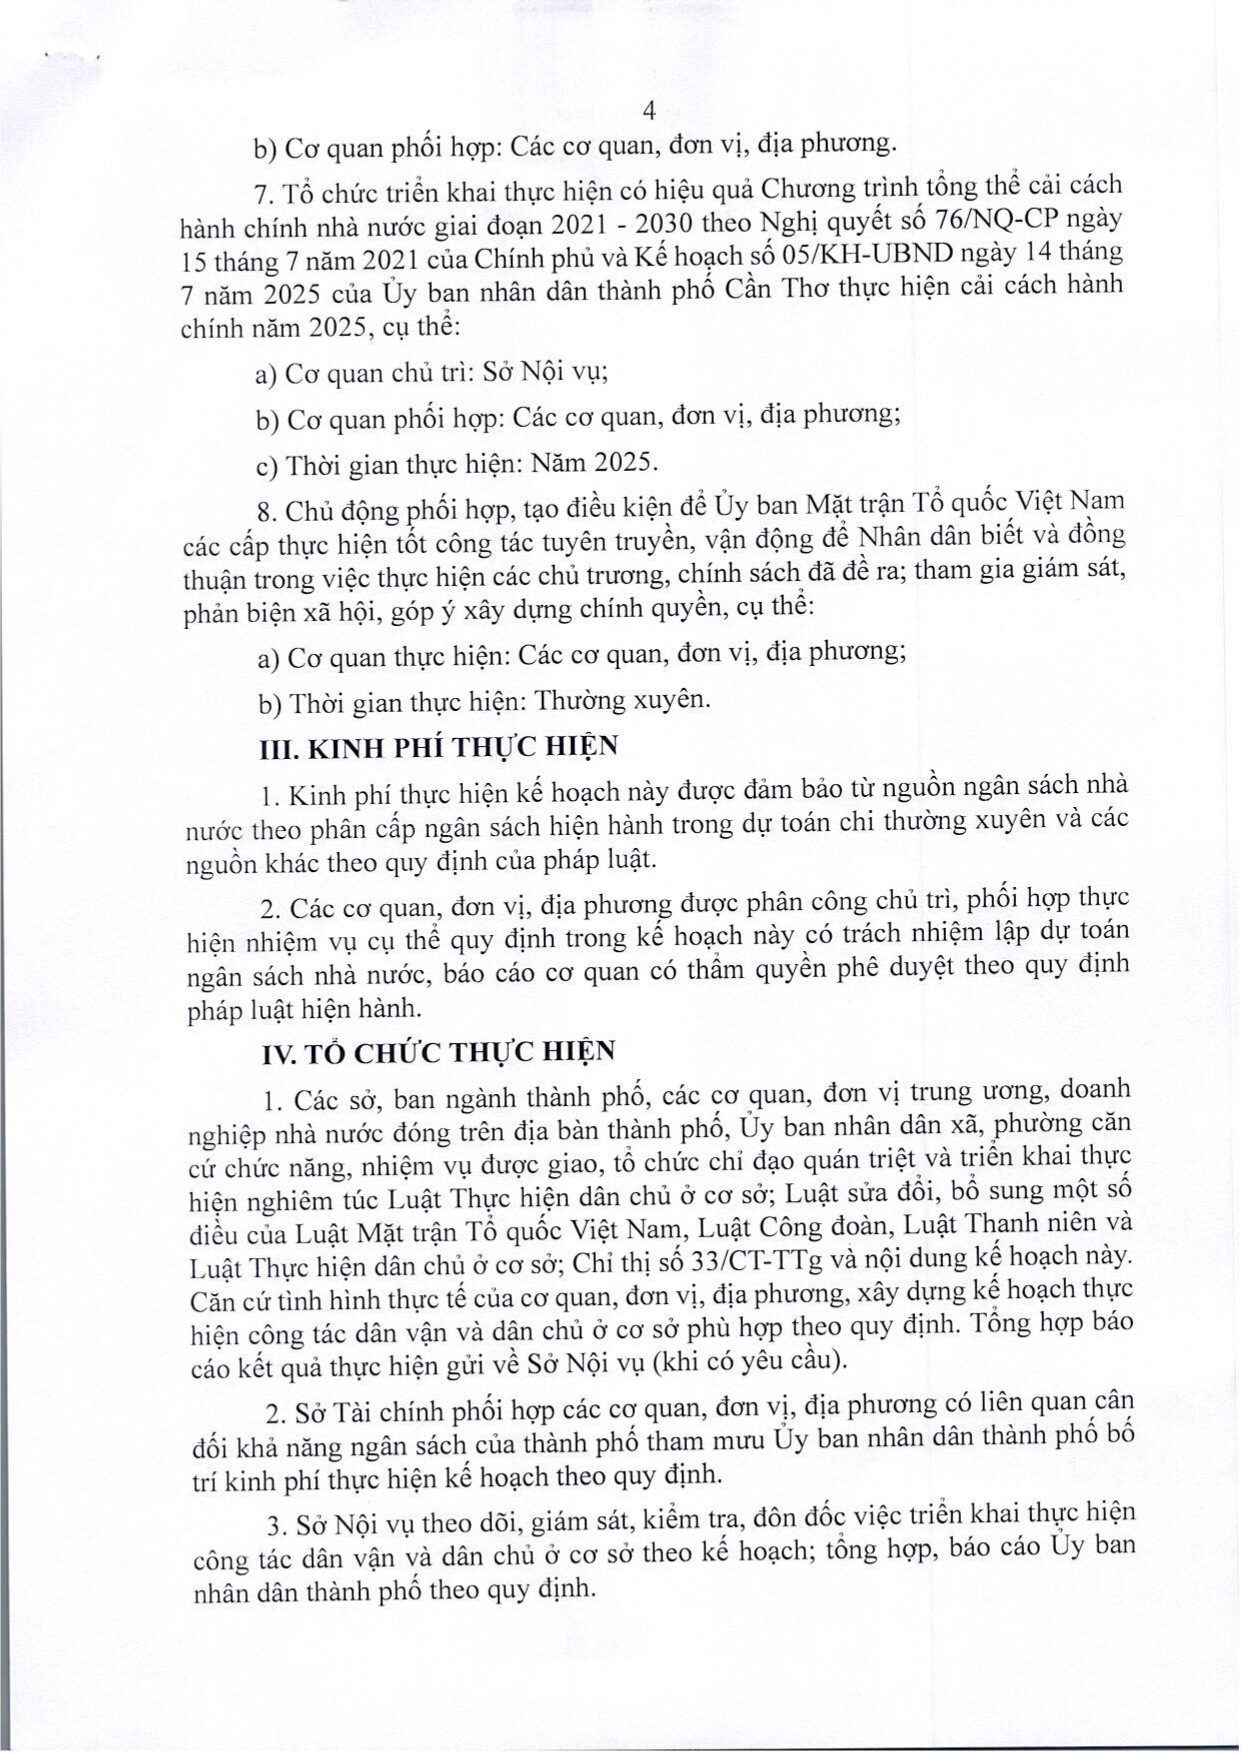 4
b) Cơ quan phối hợp: Các cơ quan, đơn vị, địa phương.
7. Tổ chức triển khai thực hiện có hiệu quả Chương trình tổng thể cải cách
hành chính nhà nước giai đoạn 2021 - 2030 theo Nghị quyết số 76/NQ-CP ngày
15 tháng 7 năm 2021 của Chính phủ và Kế hoạch số 05/KH-UBND ngày 14 tháng
7 năm 2025 của Ủy ban nhân dân thành phố Cần Thơ thực hiện cải cách hành
chính năm 2025, cụ thể:
a) Cơ quan chủ trì: Sở Nội vụ;
b) Cơ quan phối hợp: Các cơ quan, đơn vị, địa phương;
c) Thời gian thực hiện: Năm 2025.
8. Chủ động phối hợp, tạo điều kiện để Ủy ban Mặt trận Tổ quốc Việt Nam
các cấp thực hiện tốt công tác tuyên truyền, vận động để Nhân dân biết và đồng
thuận trong việc thực hiện các chủ trương, chính sách đã đề ra; tham gia giám sát,
phản biện xã hội, góp ý xây dựng chính quyền, cụ thể:
a) Cơ quan thực hiện: Các cơ quan, đơn vị, địa phương;
b) Thời gian thực hiện: Thường xuyên.
III. KINH PHÍ THỰC HIỆN
1. Kinh phí thực hiện kế hoạch này được đảm bảo từ nguồn ngân sách nhà
nước theo phân cấp ngân sách hiện hành trong dự toán chi thường xuyên và các
nguồn khác theo quy định của pháp luật.
2. Các cơ quan, đơn vị, địa phương được phân công chủ trì, phối hợp thực
hiện nhiệm vụ cụ thể quy định trong kế hoạch này có trách nhiệm lập dự toán
ngân sách nhà nước, báo cáo cơ quan có thẩm quyền phê duyệt theo quy định
pháp luật hiện hành.
IV. TỔ CHỨC THỰC HIỆN
1. Các sở, ban ngành thành phố, các cơ quan, đơn vị trung ương, doanh
nghiệp nhà nước đóng trên địa bàn thành phố, Ủy ban nhân dân xã, phường căn
cứ chức năng, nhiệm vụ được giao, tổ chức chỉ đạo quán triệt và triển khai thực
hiện nghiêm túc Luật Thực hiện dân chủ ở cơ sở; Luật sửa đổi, bổ sung một số
điều của Luật Mặt trận Tổ quốc Việt Nam, Luật Công đoàn, Luật Thanh niên và
Luật Thực hiện dân chủ ở cơ sở; Chỉ thị số 33/CT-TTg và nội dung kế hoạch này.
Căn cứ tình hình thực tế của cơ quan, đơn vị, địa phương, xây dựng kế hoạch thực
hiện công tác dân vận và dân chủ ở cơ sở phù hợp theo quy định. Tổng hợp báo
cáo kết quả thực hiện gửi về Sở Nội vụ (khi có yêu cầu).
2. Sở Tài chính phối hợp các cơ quan, đơn vị, địa phương có liên quan cân
đối khả năng ngân sách của thành phố tham mưu Ủy ban nhân dân thành phố bố
trí kinh phí thực hiện kế hoạch theo quy định.
3. Sở Nội vụ theo dõi, giám sát, kiểm tra, đôn đốc việc triển khai thực hiện
công tác dân vận và dân chủ ở cơ sở theo kế hoạch; tổng hợp, báo cáo Ủy ban
nhân dân thành phố theo quy định.